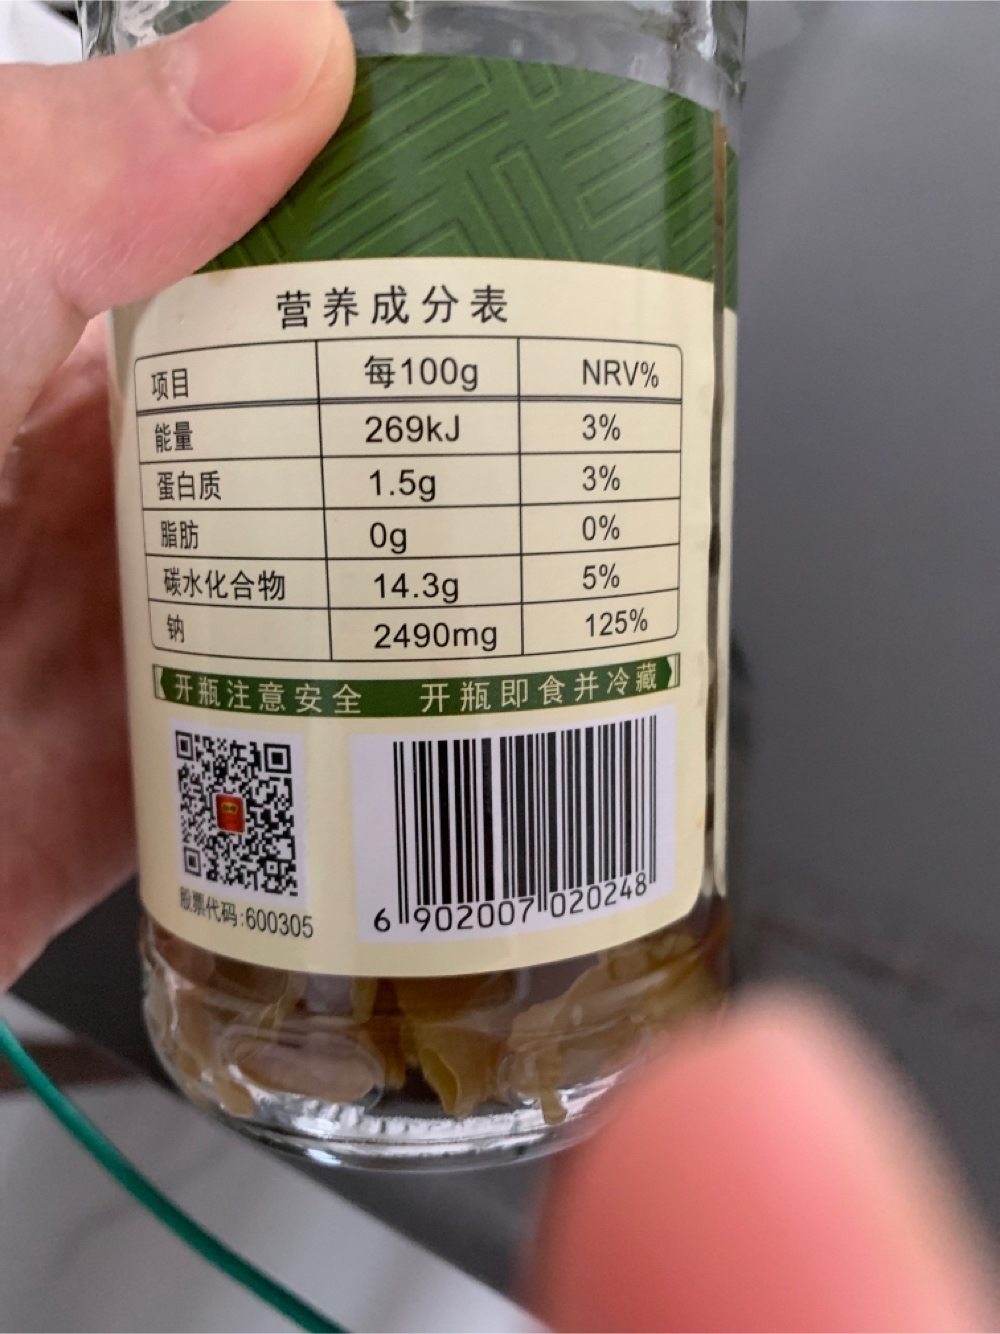 营养成分表
项目 每100g NRV%
能量 269kJ 3%
蛋白质 1.5g 3%
脂肪 0g 0%
碳水化合物 14.3g 5%
钠 2490mg 125%
开瓶注意安全 开瓶即食并冷藏
股票代码:600305
6 902007 020248